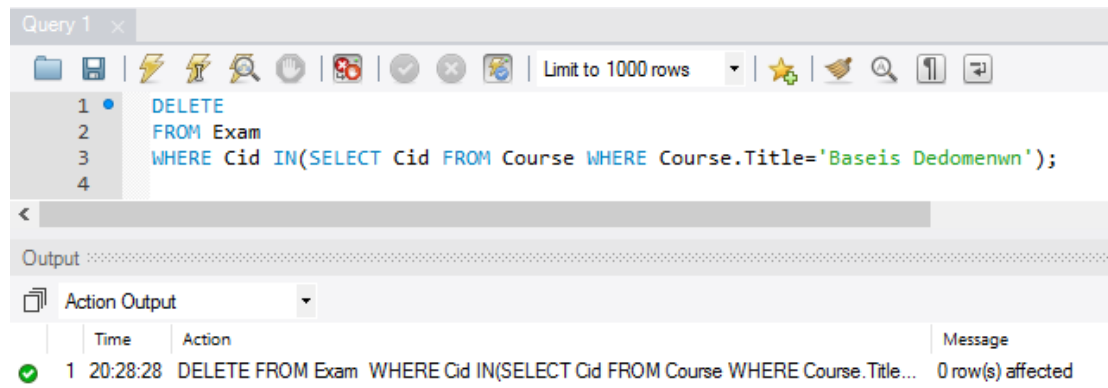 Query 1
Limit to 1000 rows
1 DELETE
2 FROM Exam
3 WHERE Cid IN(SELECT Cid FROM Course WHERE Course.Title='Baseis Dedomenwn');
4
Output
Action Output
Time Action Message
1 20:28:28 DELETE FROM Exam WHERE Cid IN(SELECT Cid FROM Course WHERE Course.Title... 0 row(s) affected